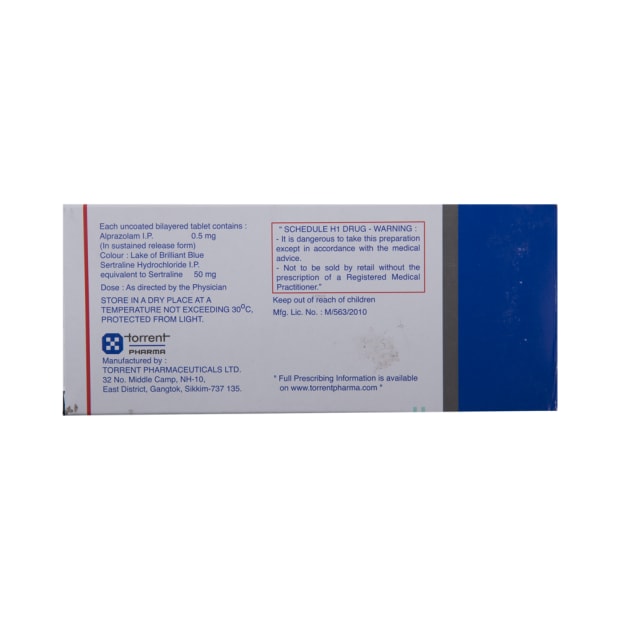 Each uncoated bilayered tablet contains :
Alprazolam I.P. 0.5 mg
(In sustained release form)
Colour : Lake of Brilliant Blue
Sertraline Hydrochloride I.P.
equivalent to Sertraline 50 mg
Dose : As directed by the Physician
STORE IN A DRY PLACE AT A
TEMPERATURE NOT EXCEEDING 30°C,
PROTECTED FROM LIGHT.
torrent
PHARMA
Manufactured by :
TORRENT PHARMACEUTICALS LTD.
32 No. Middle Camp, NH-10,
East District, Gangtok, Sikkim-737 135.
" SCHEDULE H1 DRUG - WARNING :
- It is dangerous to take this preparation
except in accordance with the medical
advice.
- Not to be sold by retail without the
prescription of a Registered Medical
Practitioner."
Keep out of reach of children
Mfg. Lic. No. : M/563/2010
" Full Prescribing Information is available
on www.torrentpharma.com "